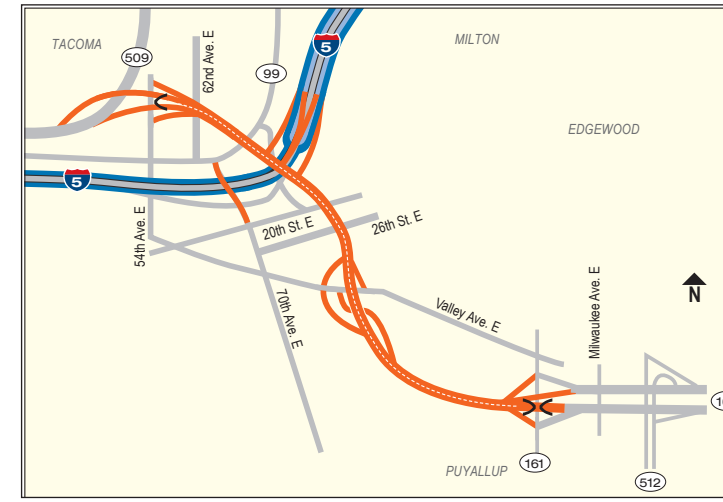 TACOMA
MILTON
509
62nd Ave. E
99
5
EDGEWOOD
5
54th Ave. E
20th St. E
26th St. E
70th Ave. E
Valley Ave. E
Milwaukee Ave. E
N
161
PUYALLUP
512